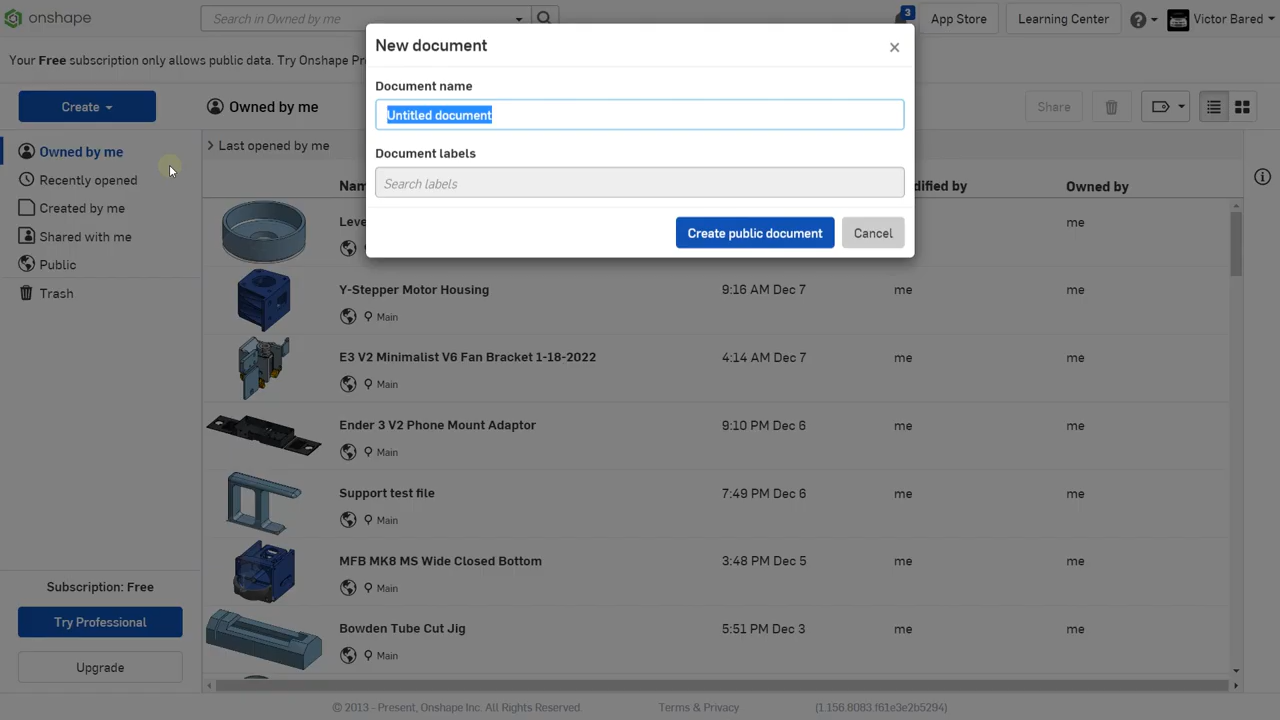 onshape
Search in Owned by me
3
App Store
Learning Center
Victor Bared
Your Free subscription only allows public data. Try Onshape Pr
New document
Document name
Untitled document
Document labels
Search labels
Create public document
Cancel
Create
Owned by me
Share
Owned by me
Recently opened
Created by me
Shared with me
Public
Trash
Last opened by me
Nam
dified by
Owned by
Leve
me
Y-Stepper Motor Housing
9:16 AM Dec 7
me
me
Main
E3 V2 Minimalist V6 Fan Bracket 1-18-2022
4:14 AM Dec 7
me
me
Main
Ender 3 V2 Phone Mount Adaptor
9:10 PM Dec 6
me
me
Main
Support test file
7:49 PM Dec 6
me
me
Main
MFB MK8 MS Wide Closed Bottom
3:48 PM Dec 5
me
me
Main
Bowden Tube Cut Jig
5:51 PM Dec 3
me
me
Main
Subscription: Free
Try Professional
Upgrade
© 2013 - Present, Onshape Inc. All Rights Reserved.
Terms & Privacy
(1.156.8083.f61e3e2b5294)